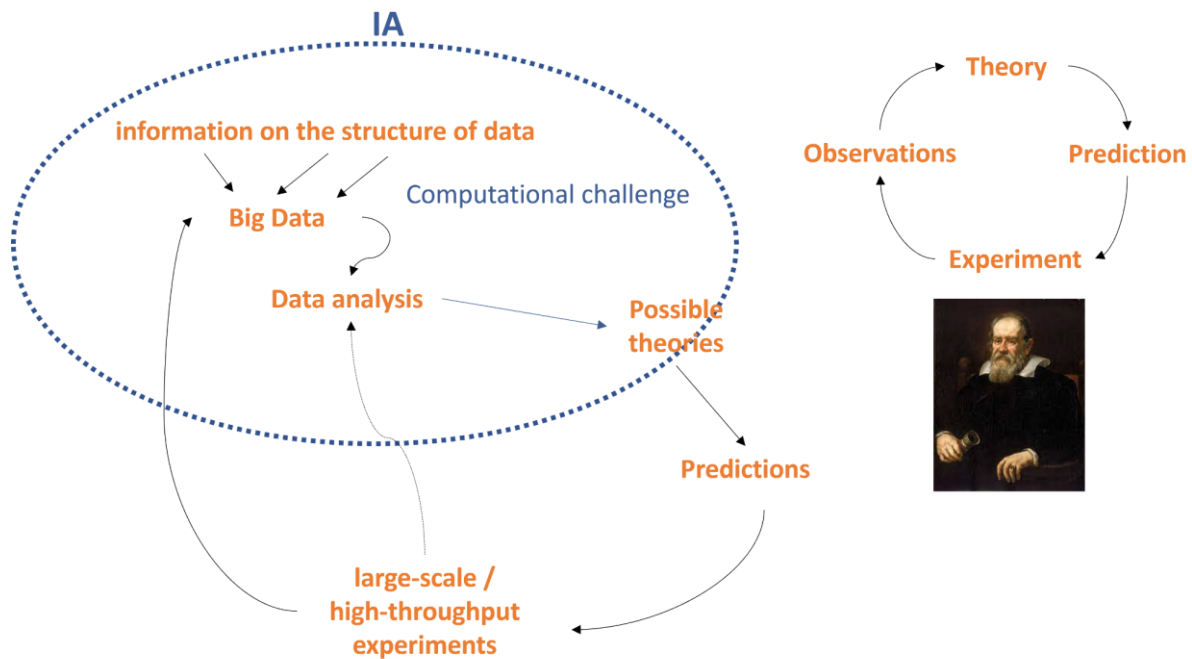 IA
information on the structure of data
Computational challenge
Big Data
Data analysis
Possible
theories
Predictions
large-scale /
high-throughput
experiments
Theory
Observations
Prediction
Experiment